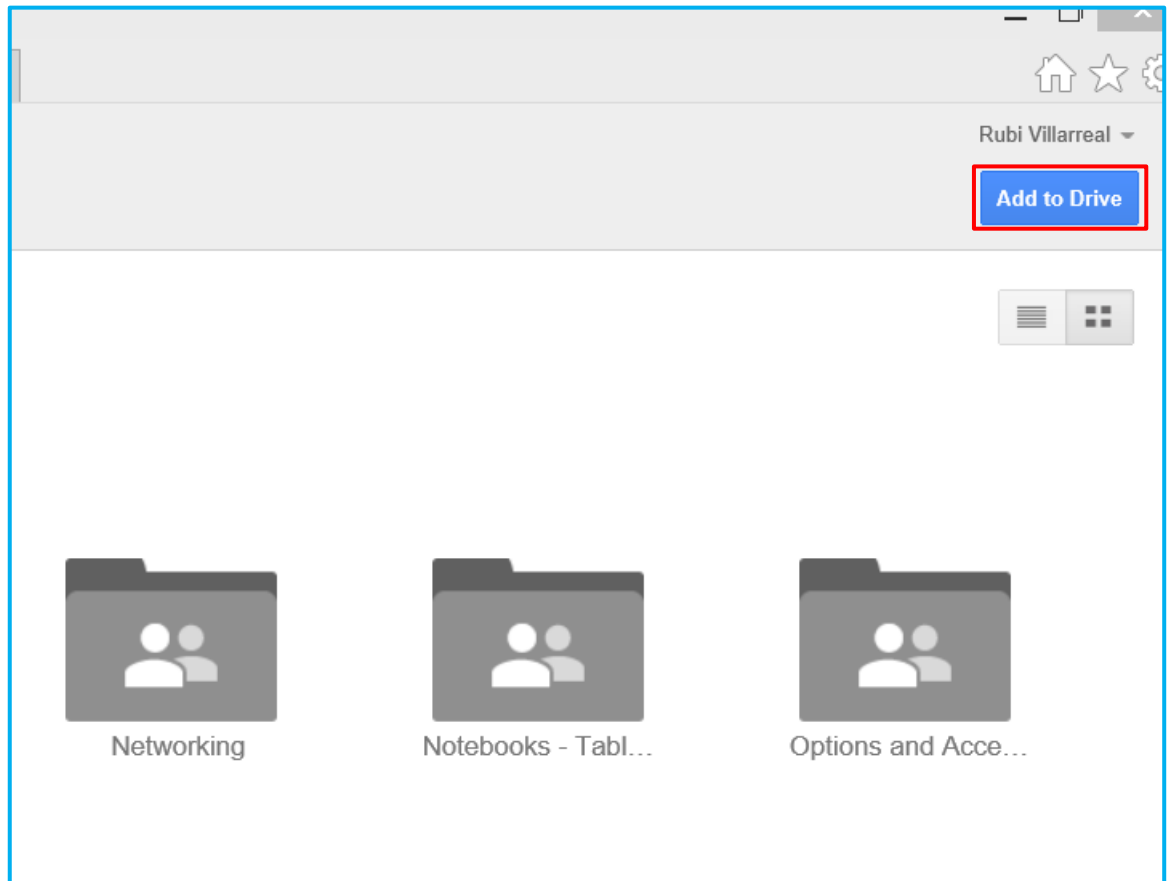 Rubi Villarreal
Add to Drive
Networking
Notebooks - Tabl...
Options and Acce...